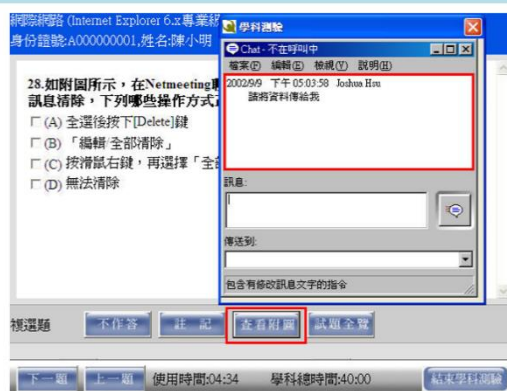 網際網路 (Internet Explorer 6.x專業級
身份證號:A000000001,姓名:陳小明
28.如附圖所示，在Netmeeting聯
訊息清除，下列哪些操作方式正
(A) 全選後按下[Delete]鍵
(B) 「編輯/全部清除」
(C) 按滑鼠右鍵，再選擇「全部
(D) 無法清除
學科測驗
Chat - 不在呼叫中
檔案(F) 編輯(E) 檢視(V) 說明(H)
2002/9/9 下午 05:03:58 Joshua Hsu
請將資料傳給我
訊息:
傳送到:
包含有修改訊息文字的指令
複選題 不作答 註 記 查看附圖 試題全覽
下一題 上一題 使用時間:04:34 學科總時間:40:00 結束學科測驗